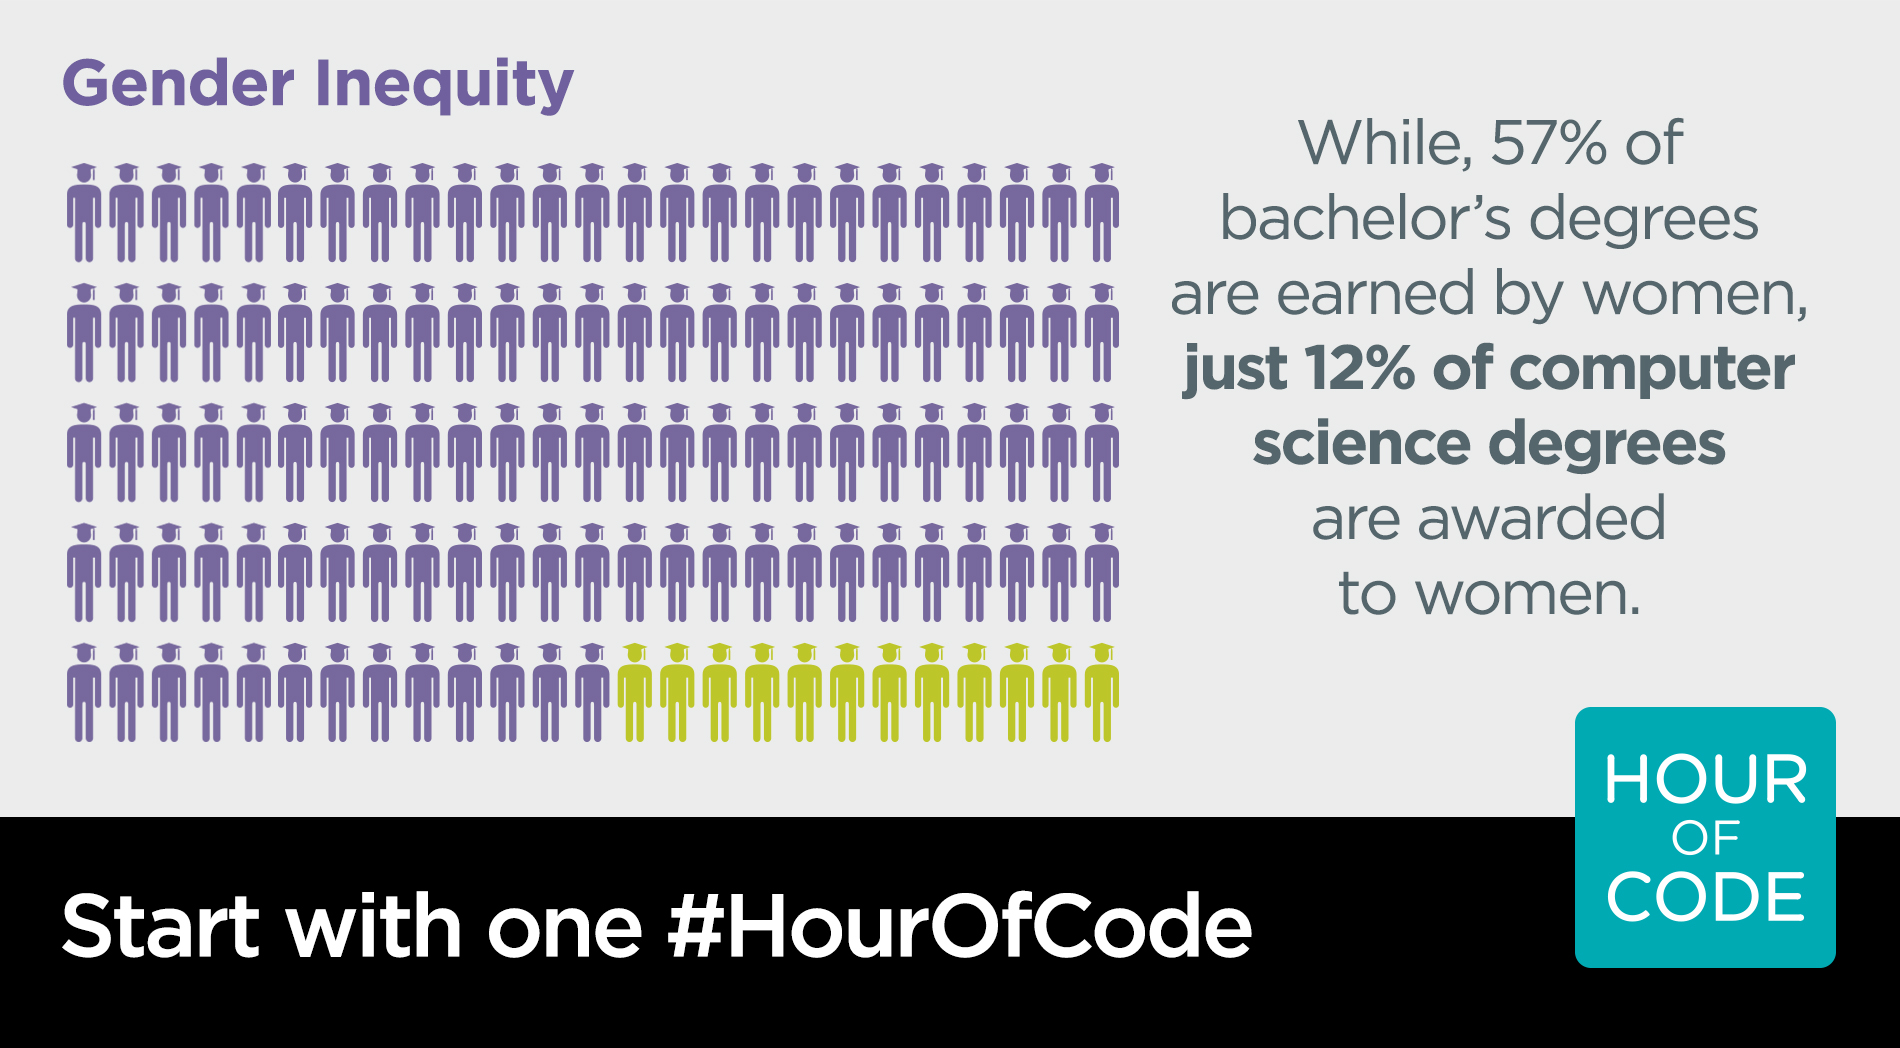 Gender Inequity
While, 57% of
bachelor’s degrees
are earned by women,
just 12% of computer
science degrees
are awarded
to women.
HOUR
OF
CODE
Start with one #HourOfCode